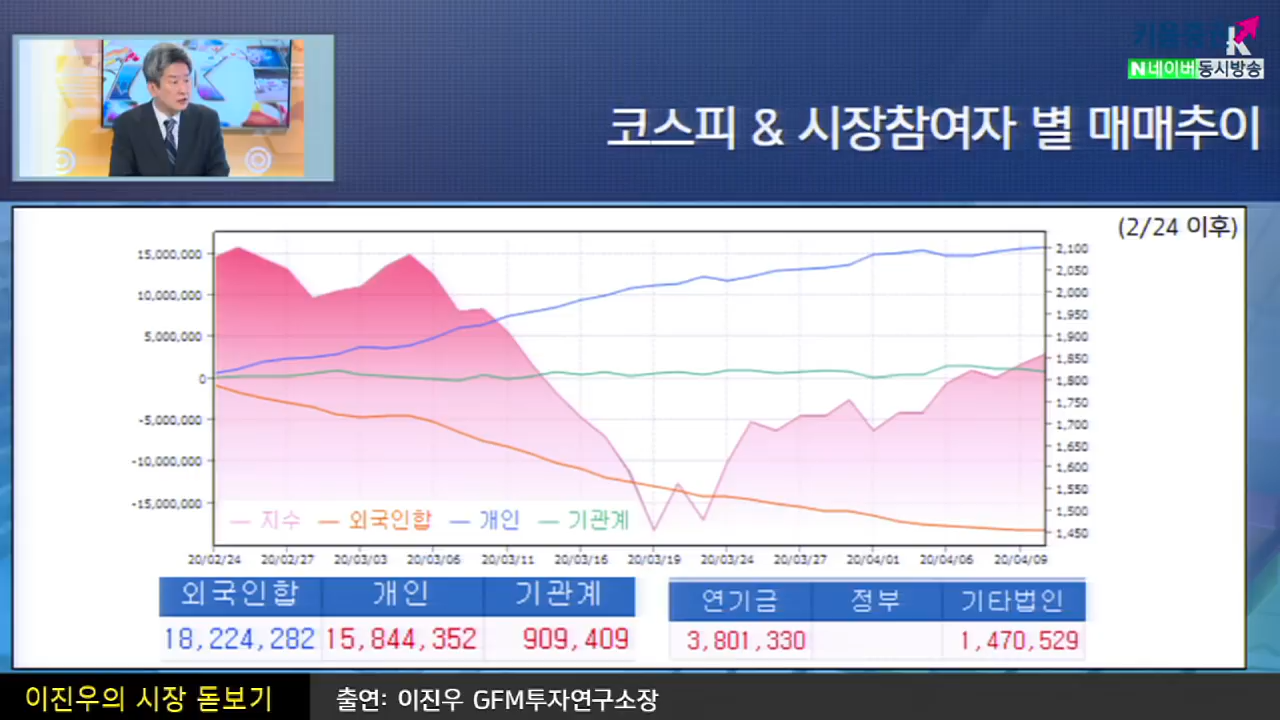 키움증권
K
N네이버 동시방송
코스피 & 시장참여자 별 매매추이
(2/24 이후)
15,000,000
10,000,000
5,000,000
0
-5,000,000
-10,000,000
-15,000,000
2,100
2,050
2,000
1,950
1,900
1,850
1,800
1,750
1,700
1,650
1,600
1,550
1,500
1,450
지수 외국인합 개인 기관계
20/02/24 20/02/27 20/03/03 20/03/06 20/03/11 20/03/16 20/03/19 20/03/24 20/03/27 20/04/01 20/04/06 20/04/09
외국인합 개인 기관계 연기금 정부 기타법인
18,224,282 15,844,352 909,409 3,801,330 1,470,529
이진우의 시장 돋보기 출연: 이진우 GFM투자연구소장